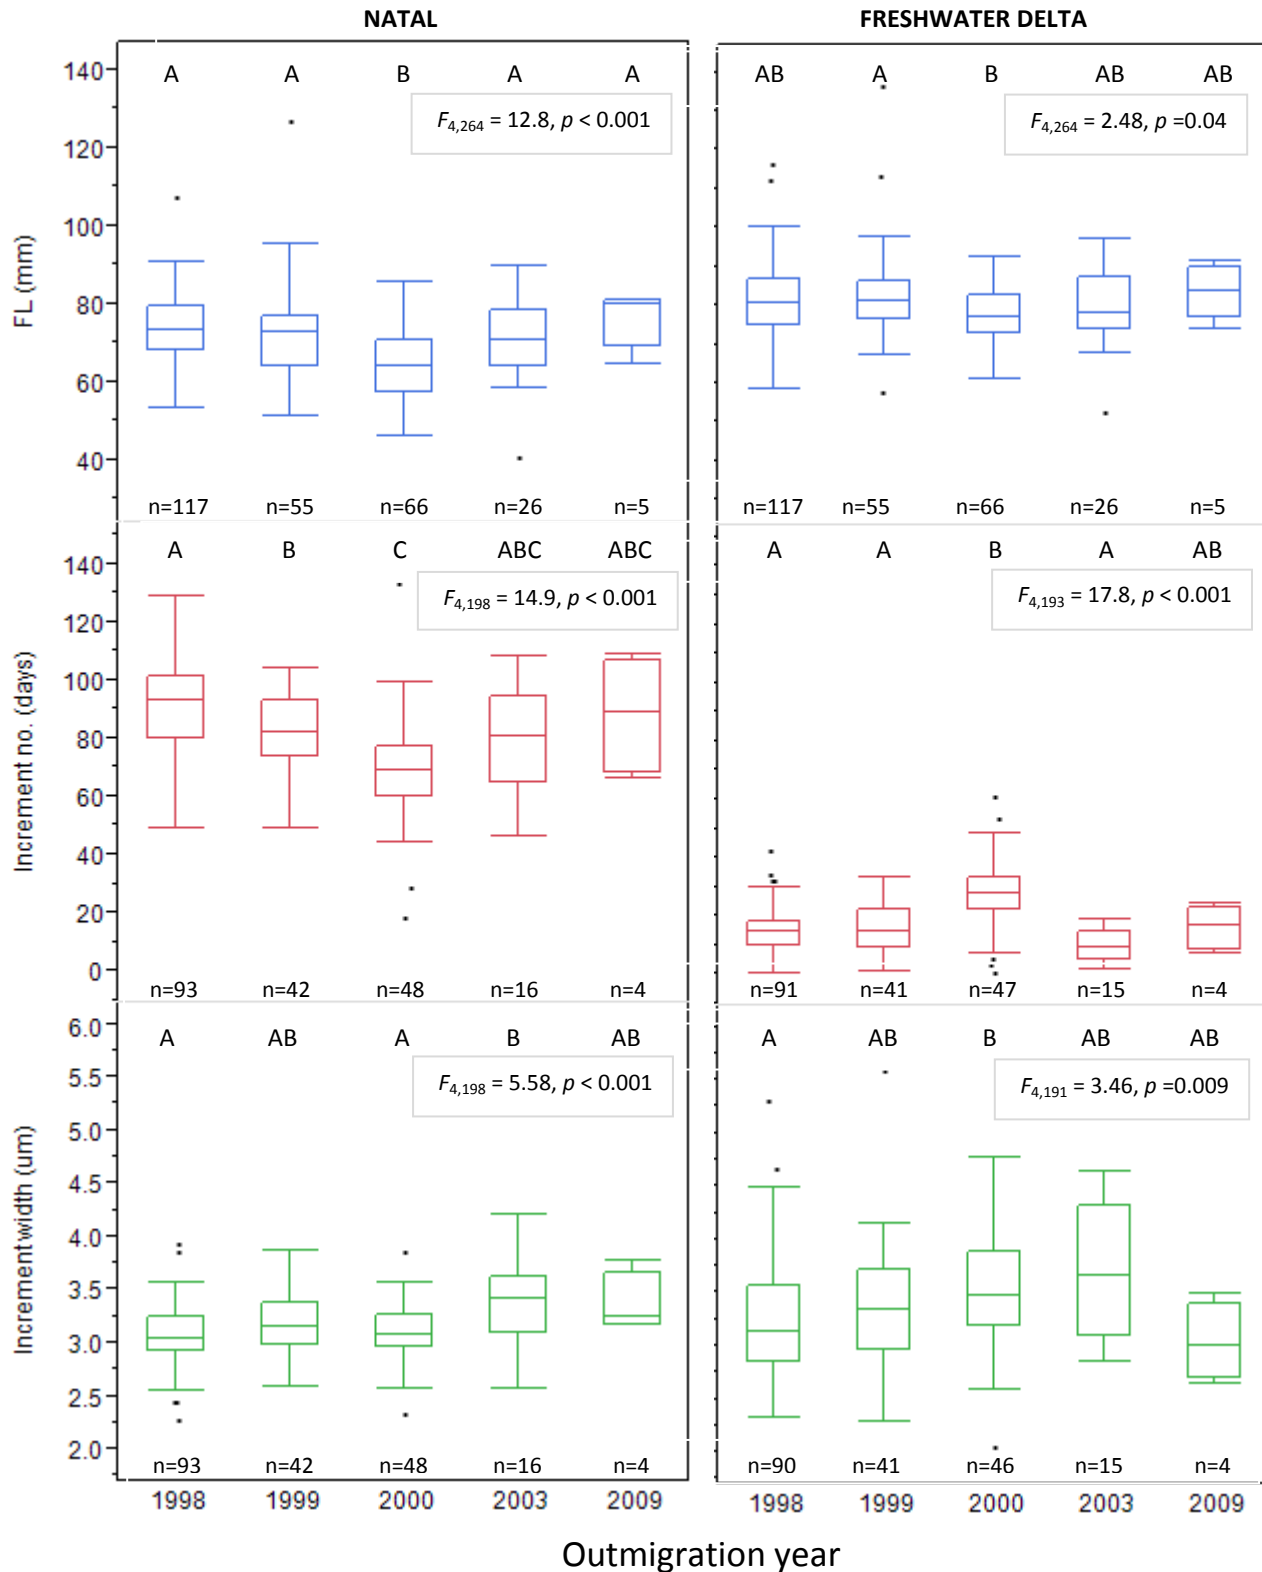 NATAL FRESHWATER DELTA
140 A A B A A AB A B AB AB
F4,264 = 12.8, p < 0.001 F4,264 = 2.48, p =0.04
120
100
80
60
40
FL (mm)
n=117 n=55 n=66 n=26 n=5 n=117 n=55 n=66 n=26 n=5
A B C ABC ABC A A B A AB
140
F4,198 = 14.9, p < 0.001 F4,193 = 17.8, p < 0.001
120
100
80
60
40
20
0
Increment no. (days)
n=93 n=42 n=48 n=16 n=4 n=91 n=41 n=47 n=15 n=4
6.0 A AB A B AB A AB B AB AB
F4,198 = 5.58, p < 0.001 F4,191 = 3.46, p =0.009
5.5
5.0
4.5
4.0
3.5
3.0
2.5
2.0
Increment width (um)
n=93 n=42 n=48 n=16 n=4 n=90 n=41 n=46 n=15 n=4
1998 1999 2000 2003 2009 1998 1999 2000 2003 2009
Outmigration year